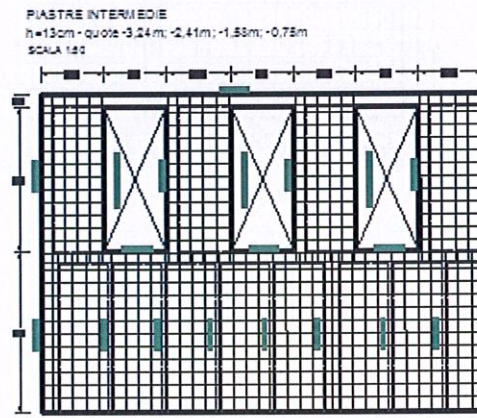 PIASTRE INTERMEDIE
h=13cm - quote -3,24m; -2,41m; -1,58m; -0,75m
SCALA 1:50